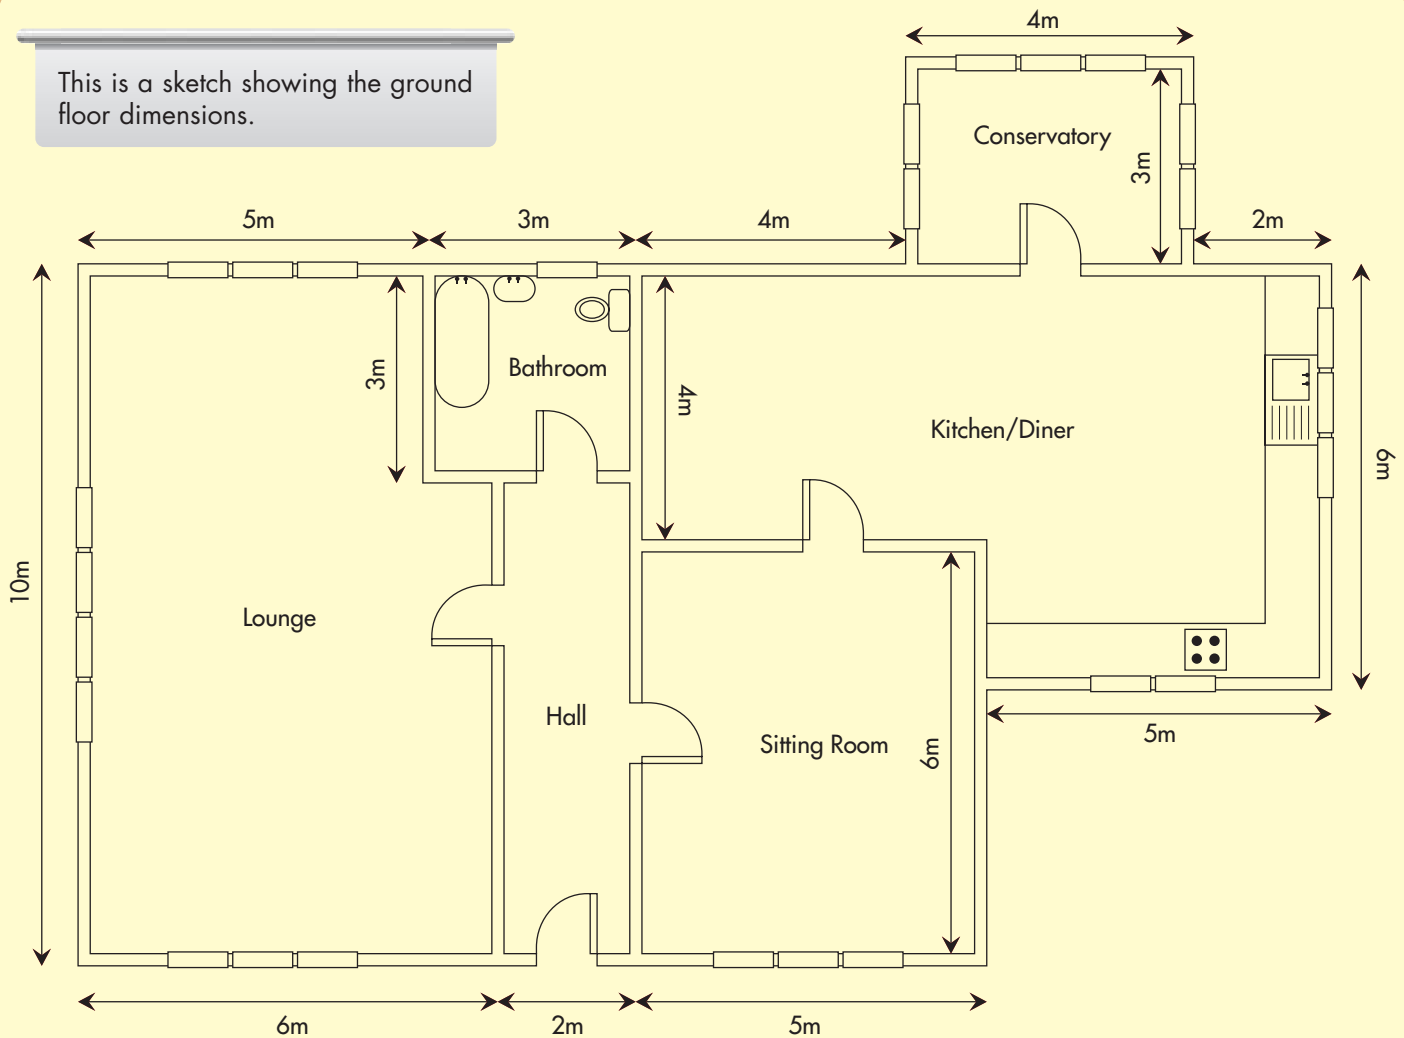 This is a sketch showing the ground
floor dimensions.
4m
Conservatory
3m
5m
3m
4m
2m
3m
Bathroom
4m
Kitchen/Diner
6m
10m
Lounge
Hall
Sitting Room
6m
5m
6m
2m
5m